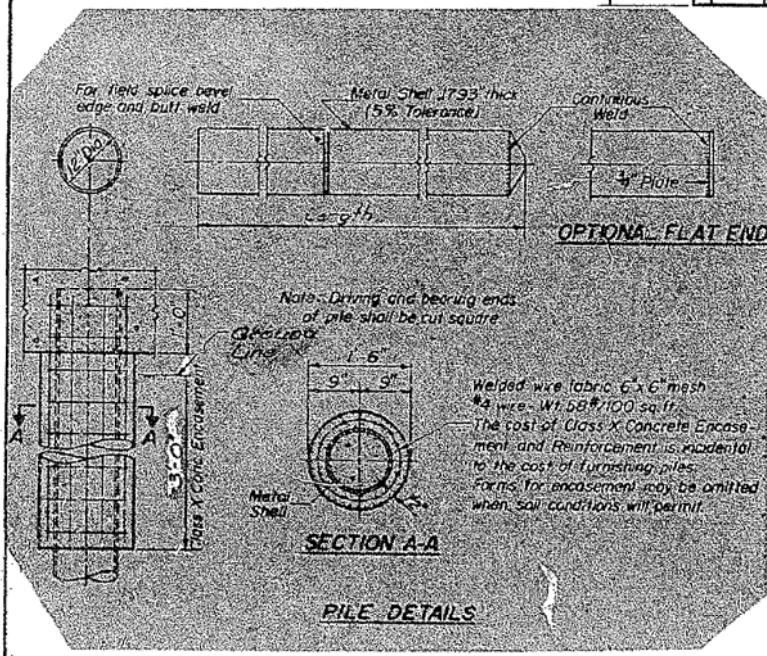 For field splice bevel
edge and butt weld
Metal Shell .1793" thick
(5% Tolerance)
Continuous
Weld
12" Dia.
3/4" Plate
Length
OPTIONAL FLAT END
Note: Driving and bearing ends
of pile shall be cut square
1'-0"
Ground
Line
1'-6"
9" 9"
Welded wire fabric 6"x 6" mesh
#4 wire - Wt. 58#/100 sq. ft.
The cost of Class X Concrete Encase-
ment and Reinforcement is incidental
to the cost of furnishing piles.
Forms for encasement may be omitted
when soil conditions will permit.
A A
3'-0"
Class X Conc. Encasement
Metal
Shell
12"
SECTION A-A
PILE DETAILS